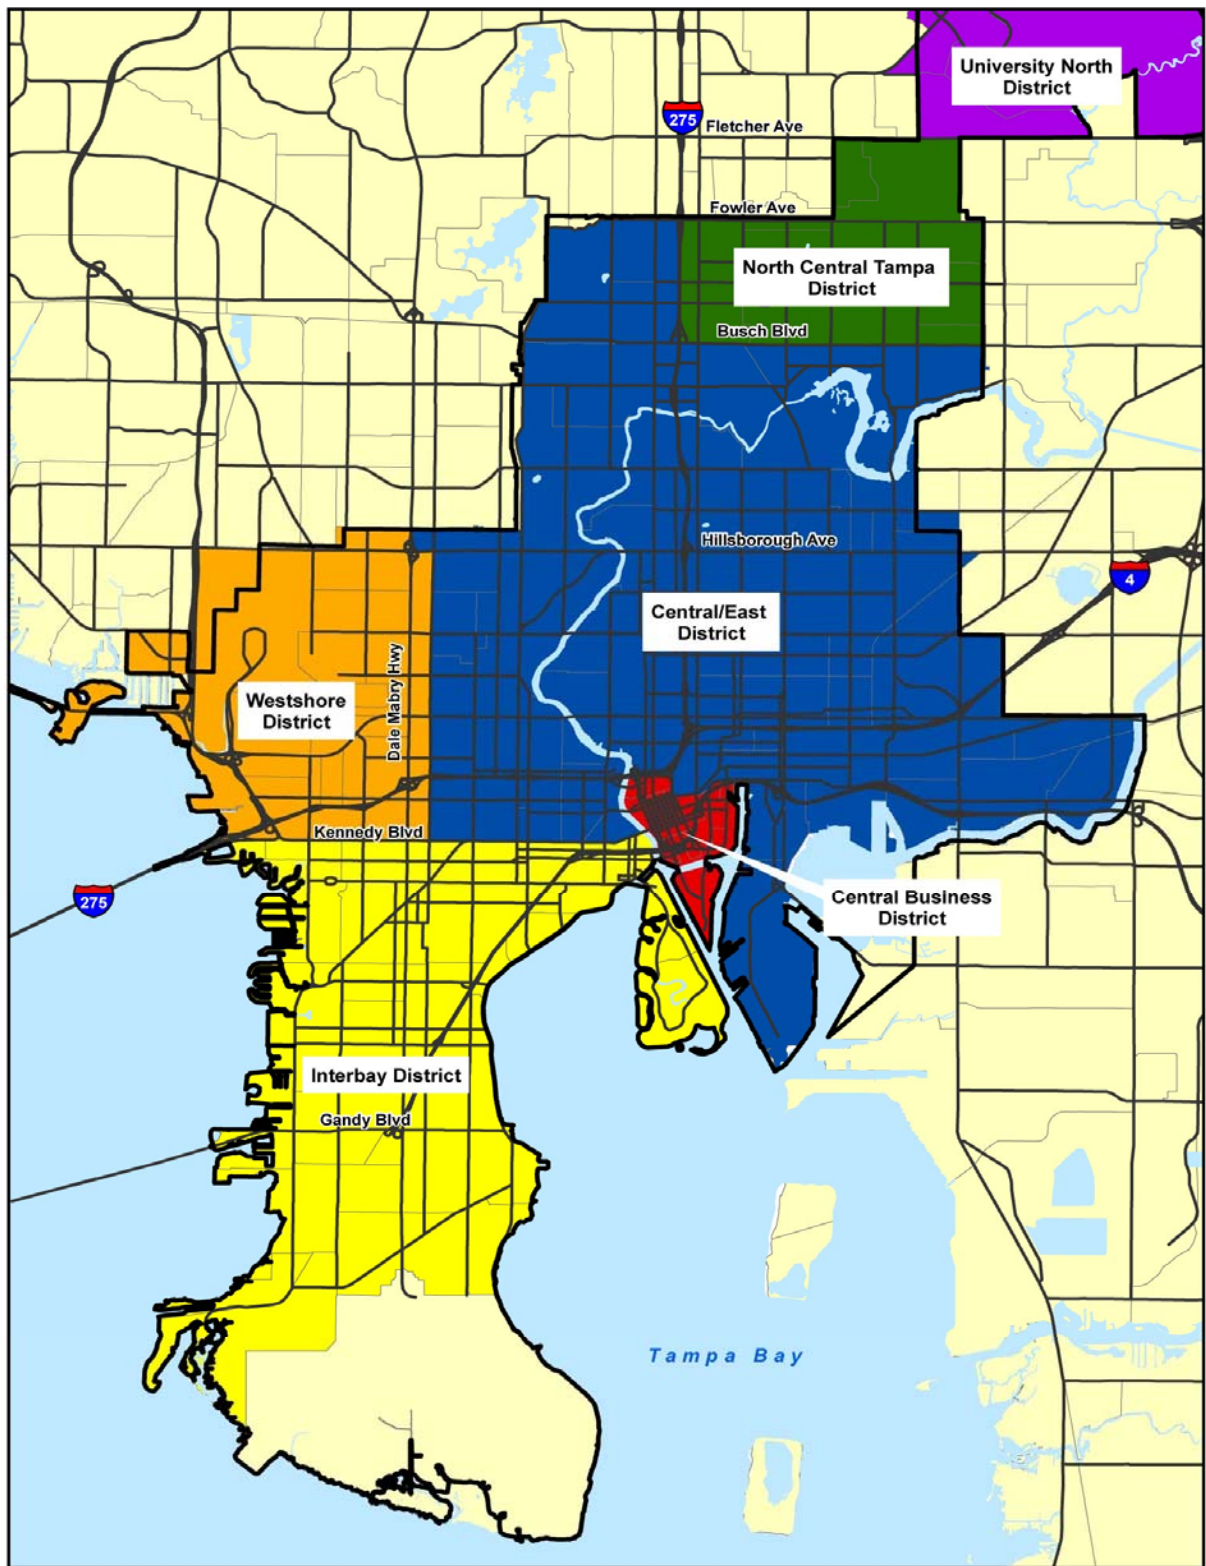 University North
District
275
Fletcher Ave
Fowler Ave
North Central Tampa
District
Busch Blvd
Hillsborough Ave
4
Central/East
District
Dale Mabry Hwy
Westshore
District
Kennedy Blvd
275
Central Business
District
Interbay District
Gandy Blvd
Tampa Bay